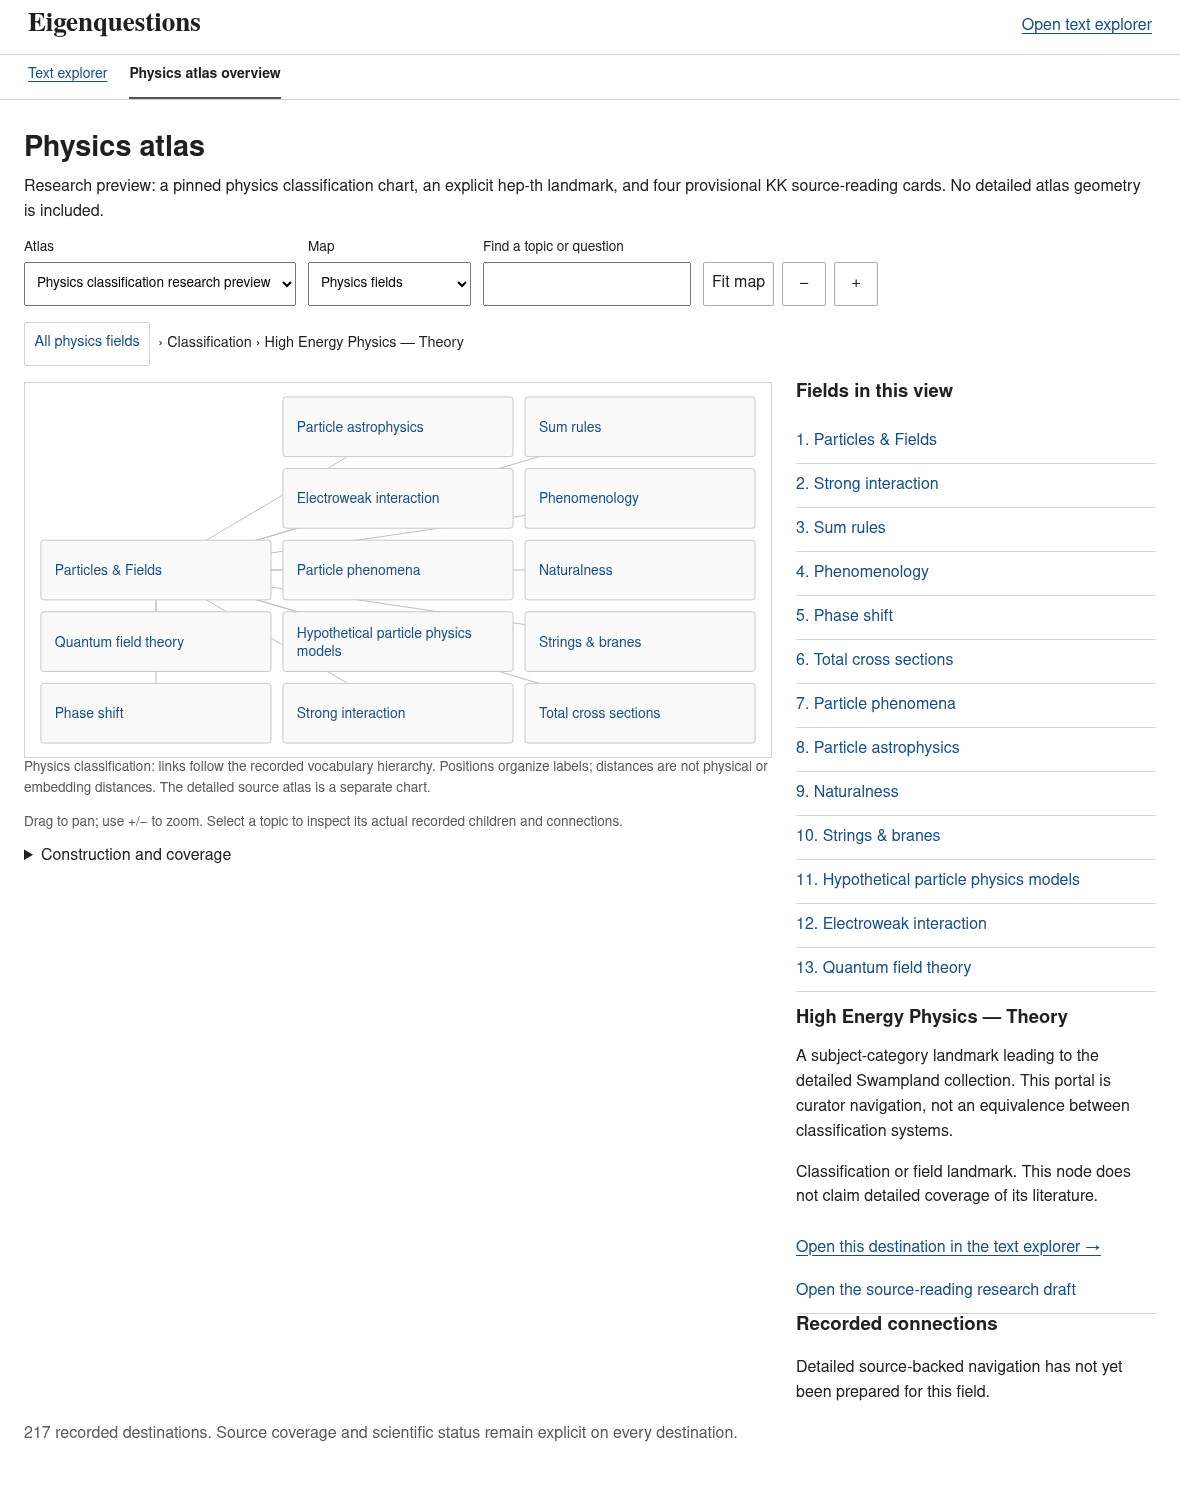 Eigenquestions
Open text explorer
Text explorer
Physics atlas overview
Physics atlas
Research preview: a pinned physics classification chart, an explicit hep-th landmark, and four provisional KK source-reading cards. No detailed atlas geometry
is included.
Atlas
Map
Find a topic or question
Physics classification research preview
Physics fields
Fit map
−
+
All physics fields
› Classification › High Energy Physics — Theory
Particle astrophysics
Sum rules
Electroweak interaction
Phenomenology
Particles & Fields
Particle phenomena
Naturalness
Quantum field theory
Hypothetical particle physics
models
Strings & branes
Phase shift
Strong interaction
Total cross sections
Physics classification: links follow the recorded vocabulary hierarchy. Positions organize labels; distances are not physical or
embedding distances. The detailed source atlas is a separate chart.
Drag to pan; use +/− to zoom. Select a topic to inspect its actual recorded children and connections.
▶ Construction and coverage
Fields in this view
1. Particles & Fields
2. Strong interaction
3. Sum rules
4. Phenomenology
5. Phase shift
6. Total cross sections
7. Particle phenomena
8. Particle astrophysics
9. Naturalness
10. Strings & branes
11. Hypothetical particle physics models
12. Electroweak interaction
13. Quantum field theory
High Energy Physics — Theory
A subject-category landmark leading to the
detailed Swampland collection. This portal is
curator navigation, not an equivalence between
classification systems.
Classification or field landmark. This node does
not claim detailed coverage of its literature.
Open this destination in the text explorer →
Open the source-reading research draft
Recorded connections
Detailed source-backed navigation has not yet
been prepared for this field.
217 recorded destinations. Source coverage and scientific status remain explicit on every destination.